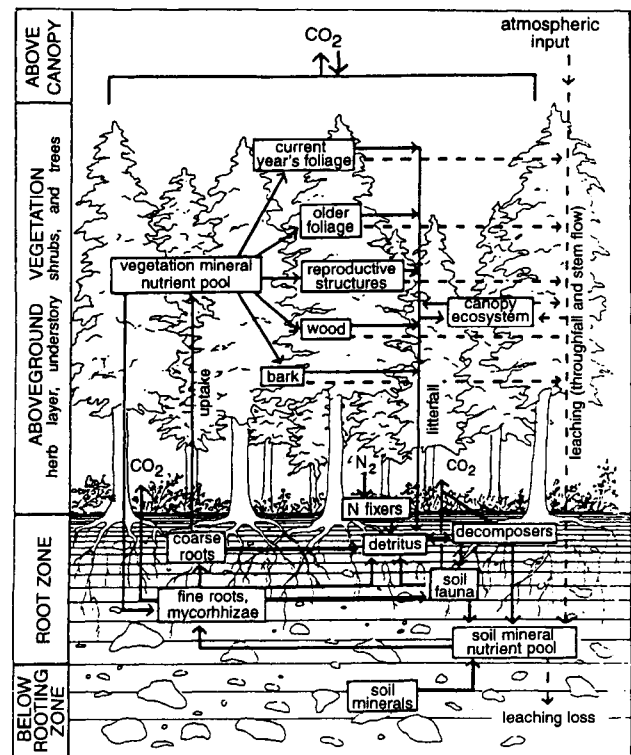 ABOVE
CANOPY
CO2
atmospheric
input
ABOVEGROUND VEGETATION
herb layer, understory shrubs, and trees
current
year's foliage
older
foliage
vegetation mineral
nutrient pool
reproductive
structures
canopy
ecosystem
wood
bark
uptake
litterfall
leaching (throughfall and stem flow)
CO2
N2
CO2
N fixers
ROOT ZONE
coarse
roots
detritus
decomposers
soil
fauna
fine roots,
mycorhhizae
soil mineral
nutrient pool
BELOW
ROOTING
ZONE
soil
minerals
leaching loss